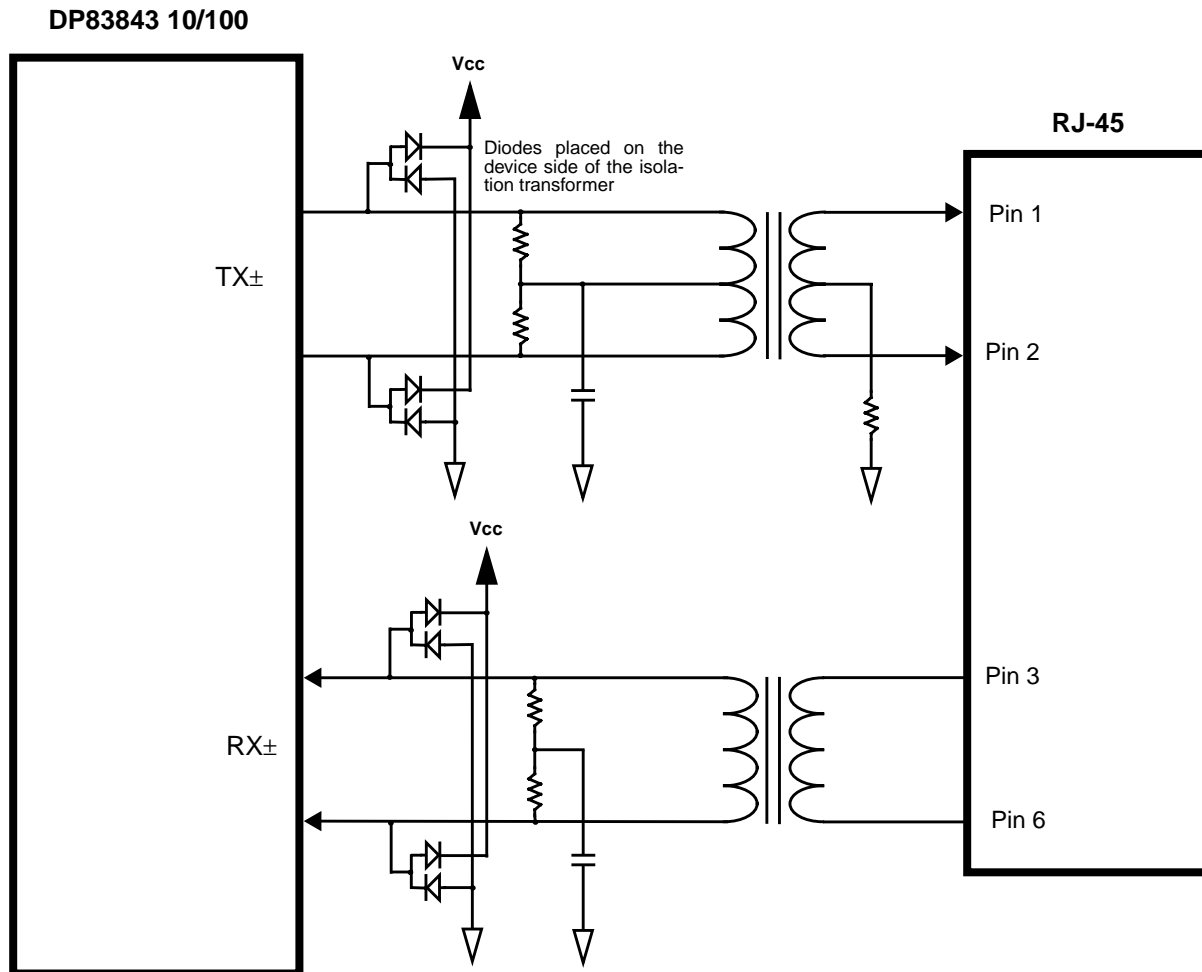 DP83843 10/100
Vcc
RJ-45
Diodes placed on the
device side of the isola-
tion transformer
Pin 1
TX±
Pin 2
Vcc
Pin 3
RX±
Pin 6